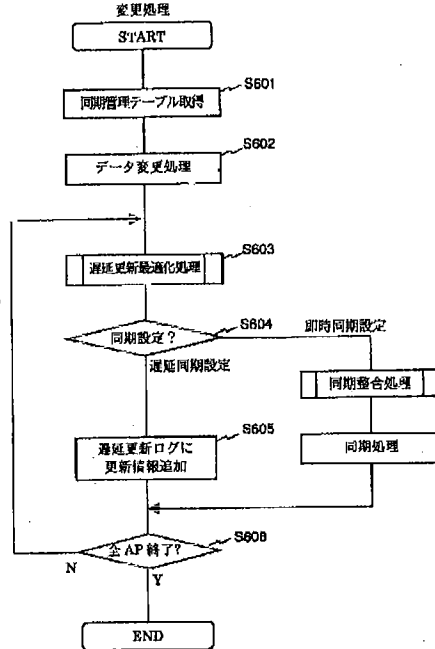 変更処理
START
S601
同期管理テーブル取得
S602
データ変更処理
S603
遅延更新最適化処理
S604
同期設定?
即時同期設定
遅延同期設定
同期整合処理
S605
遅延更新ログに
更新情報追加
同期処理
S606
全AP終了?
N
Y
END